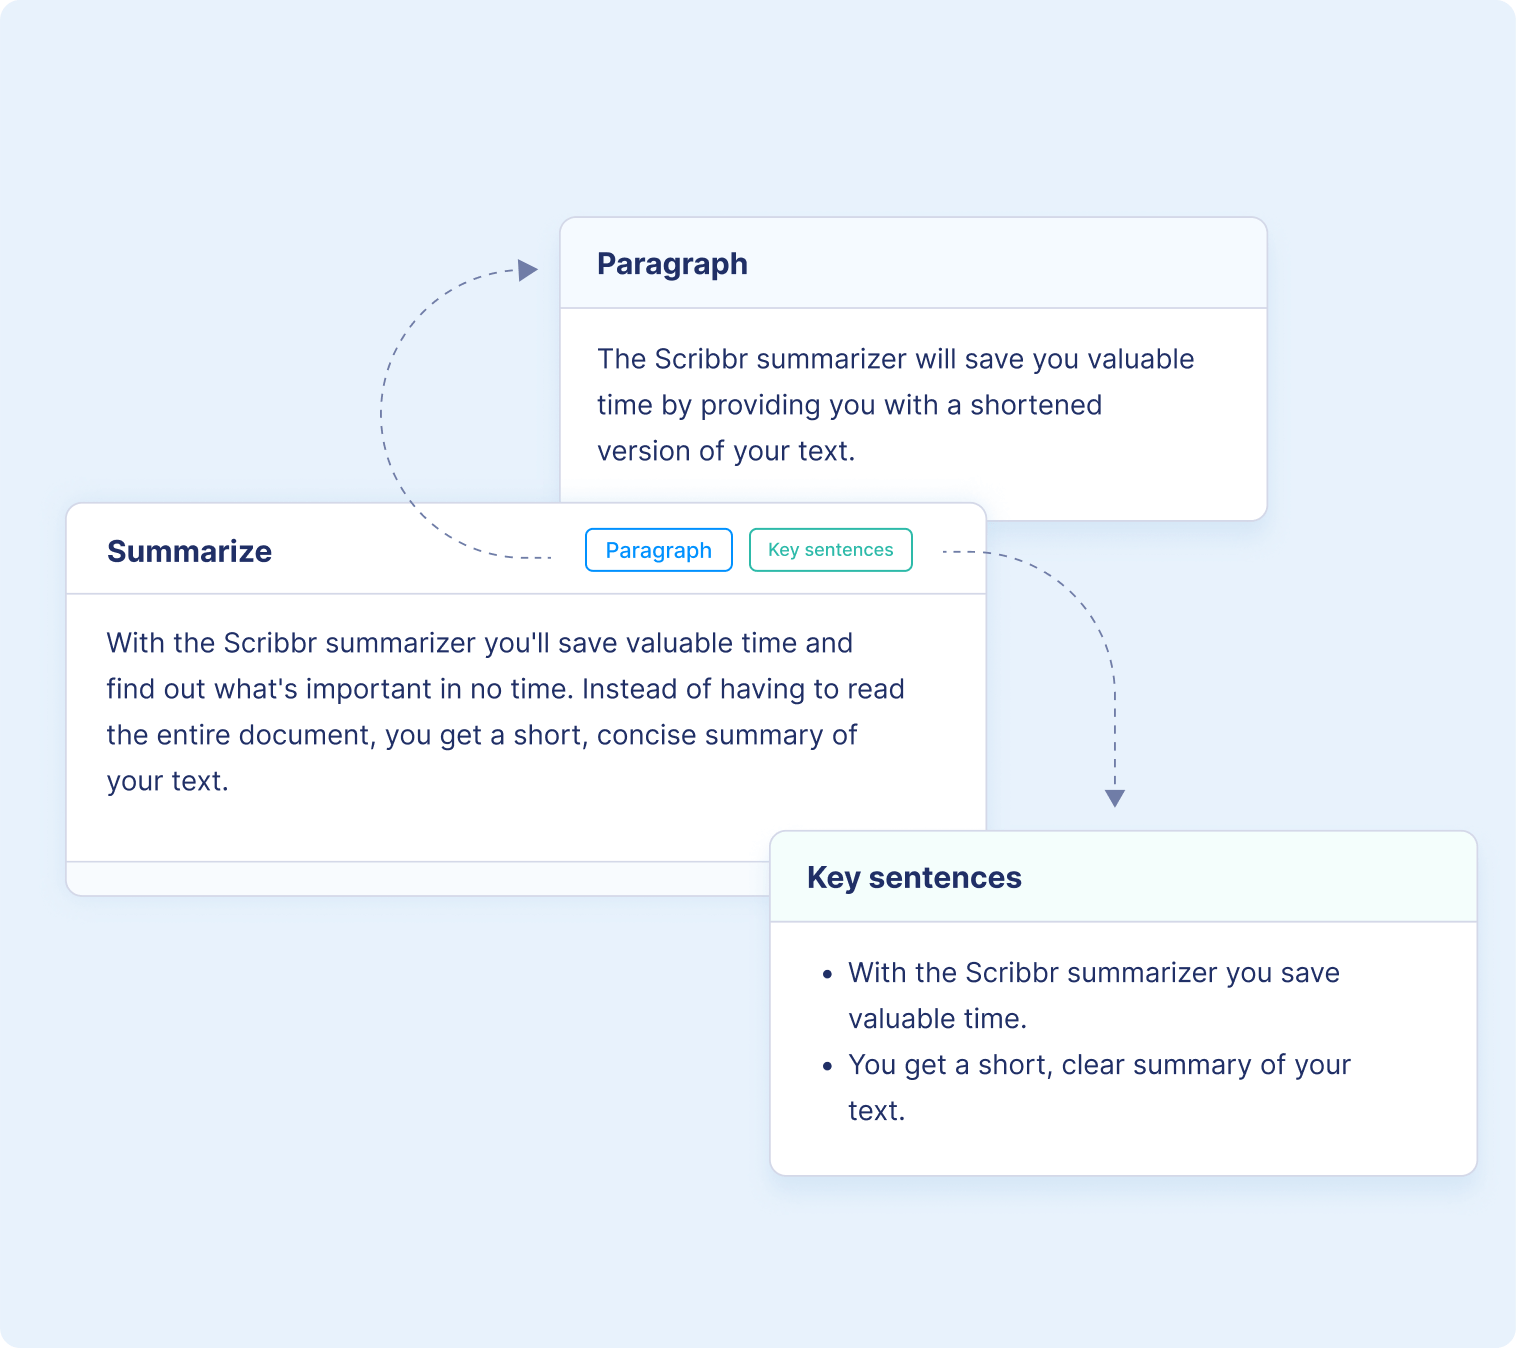 Paragraph
The Scribbr summarizer will save you valuable
time by providing you with a shortened
version of your text.
Summarize
Paragraph
Key sentences
With the Scribbr summarizer you'll save valuable time and
find out what's important in no time. Instead of having to read
the entire document, you get a short, concise summary of
your text.
Key sentences
• With the Scribbr summarizer you save
valuable time.
• You get a short, clear summary of your
text.